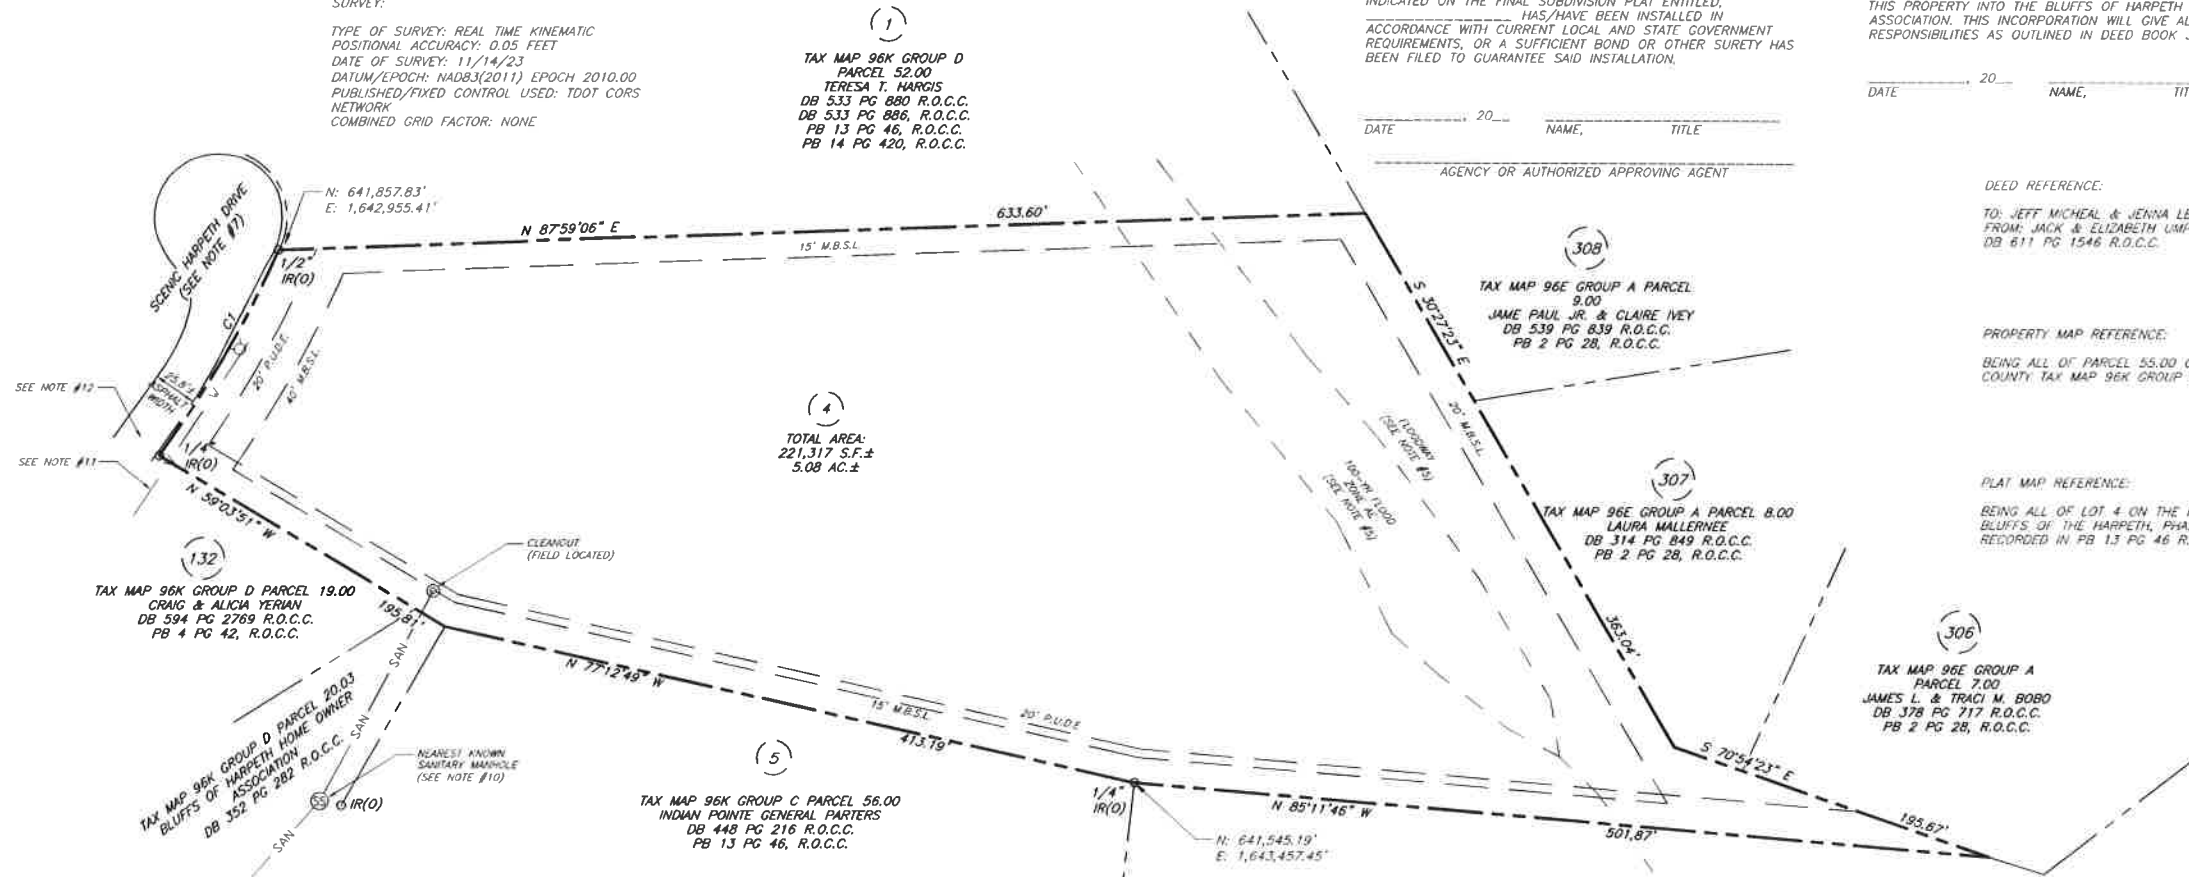 SURVEY:
TYPE OF SURVEY: REAL TIME KINEMATIC
POSITIONAL ACCURACY: 0.05 FEET
DATE OF SURVEY: 11/14/23
DATUM/EPOCH: NAD83(2011) EPOCH 2010.00
PUBLISHED/FIXED CONTROL USED: TDOT CORS
NETWORK
COMBINED GRID FACTOR: NONE
1
TAX MAP 96K GROUP D
PARCEL 52.00
TERESA T. HARGIS
DB 533 PG 880 R.O.C.C.
DB 533 PG 886, R.O.C.C.
PB 13 PG 46, R.O.C.C.
PB 14 PG 420, R.O.C.C.
INDICATED ON THE FINAL SUBDIVISION PLAT ENTITLED,
HAS/HAVE BEEN INSTALLED IN
ACCORDANCE WITH CURRENT LOCAL AND STATE GOVERNMENT
REQUIREMENTS, OR A SUFFICIENT BOND OR OTHER SURETY HAS
BEEN FILED TO GUARANTEE SAID INSTALLATION.
, 20
DATE NAME, TITLE
AGENCY OR AUTHORIZED APPROVING AGENT
THIS PROPERTY INTO THE BLUFFS OF HARPETH
ASSOCIATION. THIS INCORPORATION WILL GIVE AL
RESPONSIBILITIES AS OUTLINED IN DEED BOOK
, 20
DATE NAME, TIT
DEED REFERENCE:
TO: JEFF MICHEAL & JENNA LE
FROM: JACK & ELIZABETH UMP
DB 611 PG 1546 R.O.C.C.
PROPERTY MAP REFERENCE:
BEING ALL OF PARCEL 55.00 O
COUNTY TAX MAP 96K GROUP
PLAT MAP REFERENCE:
BEING ALL OF LOT 4 ON THE
BLUFFS OF THE HARPETH, PHA
RECORDED IN PB 13 PG 46 R.
N: 641,857.83'
E: 1,642,955.41'
SCENIC HARPETH DRIVE
(SEE NOTE #7)
N 87°59'06" E
633.60'
15' M.B.S.L.
1/2"
IR(O)
C1
20' P.U.D.E.
40' M.B.S.L.
25.8'±
ASPHALT
WIDTH
SEE NOTE #12
SEE NOTE #11
1/4"
IR(O)
N 59°03'51" W
195.81'
4
TOTAL AREA:
221,317 S.F.±
5.08 AC.±
FLOODWAY
(SEE NOTE #5)
100-YR FLOOD
ZONE AE
(SEE NOTE #5)
S 30°27'23" E
20' M.B.S.L.
363.04'
308
TAX MAP 96E GROUP A PARCEL
9.00
JAME PAUL JR. & CLAIRE IVEY
DB 539 PG 839 R.O.C.C.
PB 2 PG 28, R.O.C.C.
307
TAX MAP 96E GROUP A PARCEL 8.00
LAURA MALLERNEE
DB 314 PG 849 R.O.C.C.
PB 2 PG 28, R.O.C.C.
306
TAX MAP 96E GROUP A
PARCEL 7.00
JAMES L. & TRACI M. BOBO
DB 378 PG 717 R.O.C.C.
PB 2 PG 28, R.O.C.C.
132
TAX MAP 96K GROUP D PARCEL 19.00
CRAIG & ALICIA YERIAN
DB 594 PG 2769 R.O.C.C.
PB 4 PG 42, R.O.C.C.
CLEANOUT
(FIELD LOCATED)
SAN
SAN
SAN
TAX MAP 96K GROUP D PARCEL 20.03
BLUFFS OF HARPETH HOME OWNER
ASSOCIATION
DB 352 PG 282 R.O.C.C.
NEAREST KNOWN
SANITARY MANHOLE
(SEE NOTE #10)
SS
IR(O)
N 77°12'49" W
413.19'
15' M.B.S.L.
20' P.U.D.E.
5
TAX MAP 96K GROUP C PARCEL 56.00
INDIAN POINTE GENERAL PARTERS
DB 448 PG 216 R.O.C.C.
PB 13 PG 46, R.O.C.C.
1/4"
IR(O)
N: 641,545.19'
E: 1,643,457.45'
N 85°11'46" W
501.87'
S 70°54'23" E
195.67'